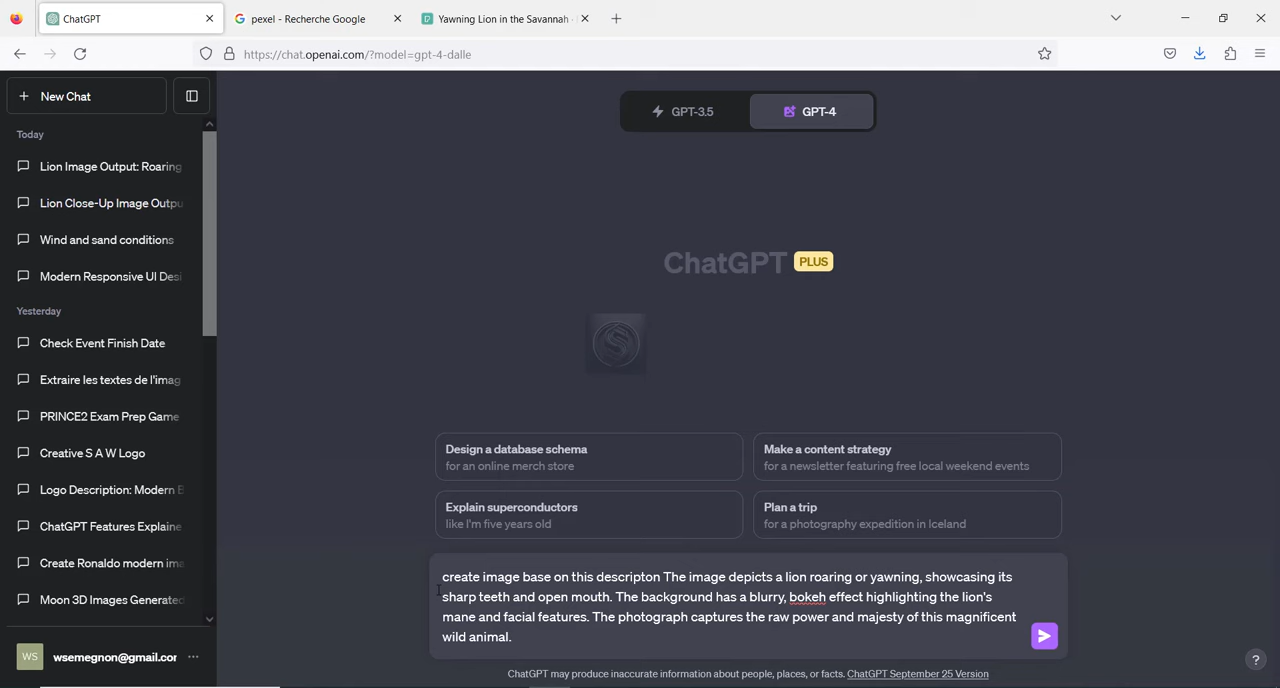 ChatGPT
pexel - Recherche Google
Yawning Lion in the Savannah
https://chat.openai.com/?model=gpt-4-dalle
New Chat
GPT-3.5
GPT-4
Today
Lion Image Output: Roaring
Lion Close-Up Image Outpu
Wind and sand conditions
Modern Responsive UI Desi
Yesterday
Check Event Finish Date
Extraire les textes de l'imag
PRINCE2 Exam Prep Game
Creative S A W Logo
Logo Description: Modern B
ChatGPT Features Explaine
Create Ronaldo modern ima
Moon 3D Images Generated
WS
wsemegnon@gmail.cor
ChatGPT PLUS
Design a database schema
for an online merch store
Make a content strategy
for a newsletter featuring free local weekend events
Explain superconductors
like I'm five years old
Plan a trip
for a photography expedition in Iceland
create image base on this descripton The image depicts a lion roaring or yawning, showcasing its
sharp teeth and open mouth. The background has a blurry, bokeh effect highlighting the lion's
mane and facial features. The photograph captures the raw power and majesty of this magnificent
wild animal.
ChatGPT may produce inaccurate information about people, places, or facts. ChatGPT September 25 Version
?